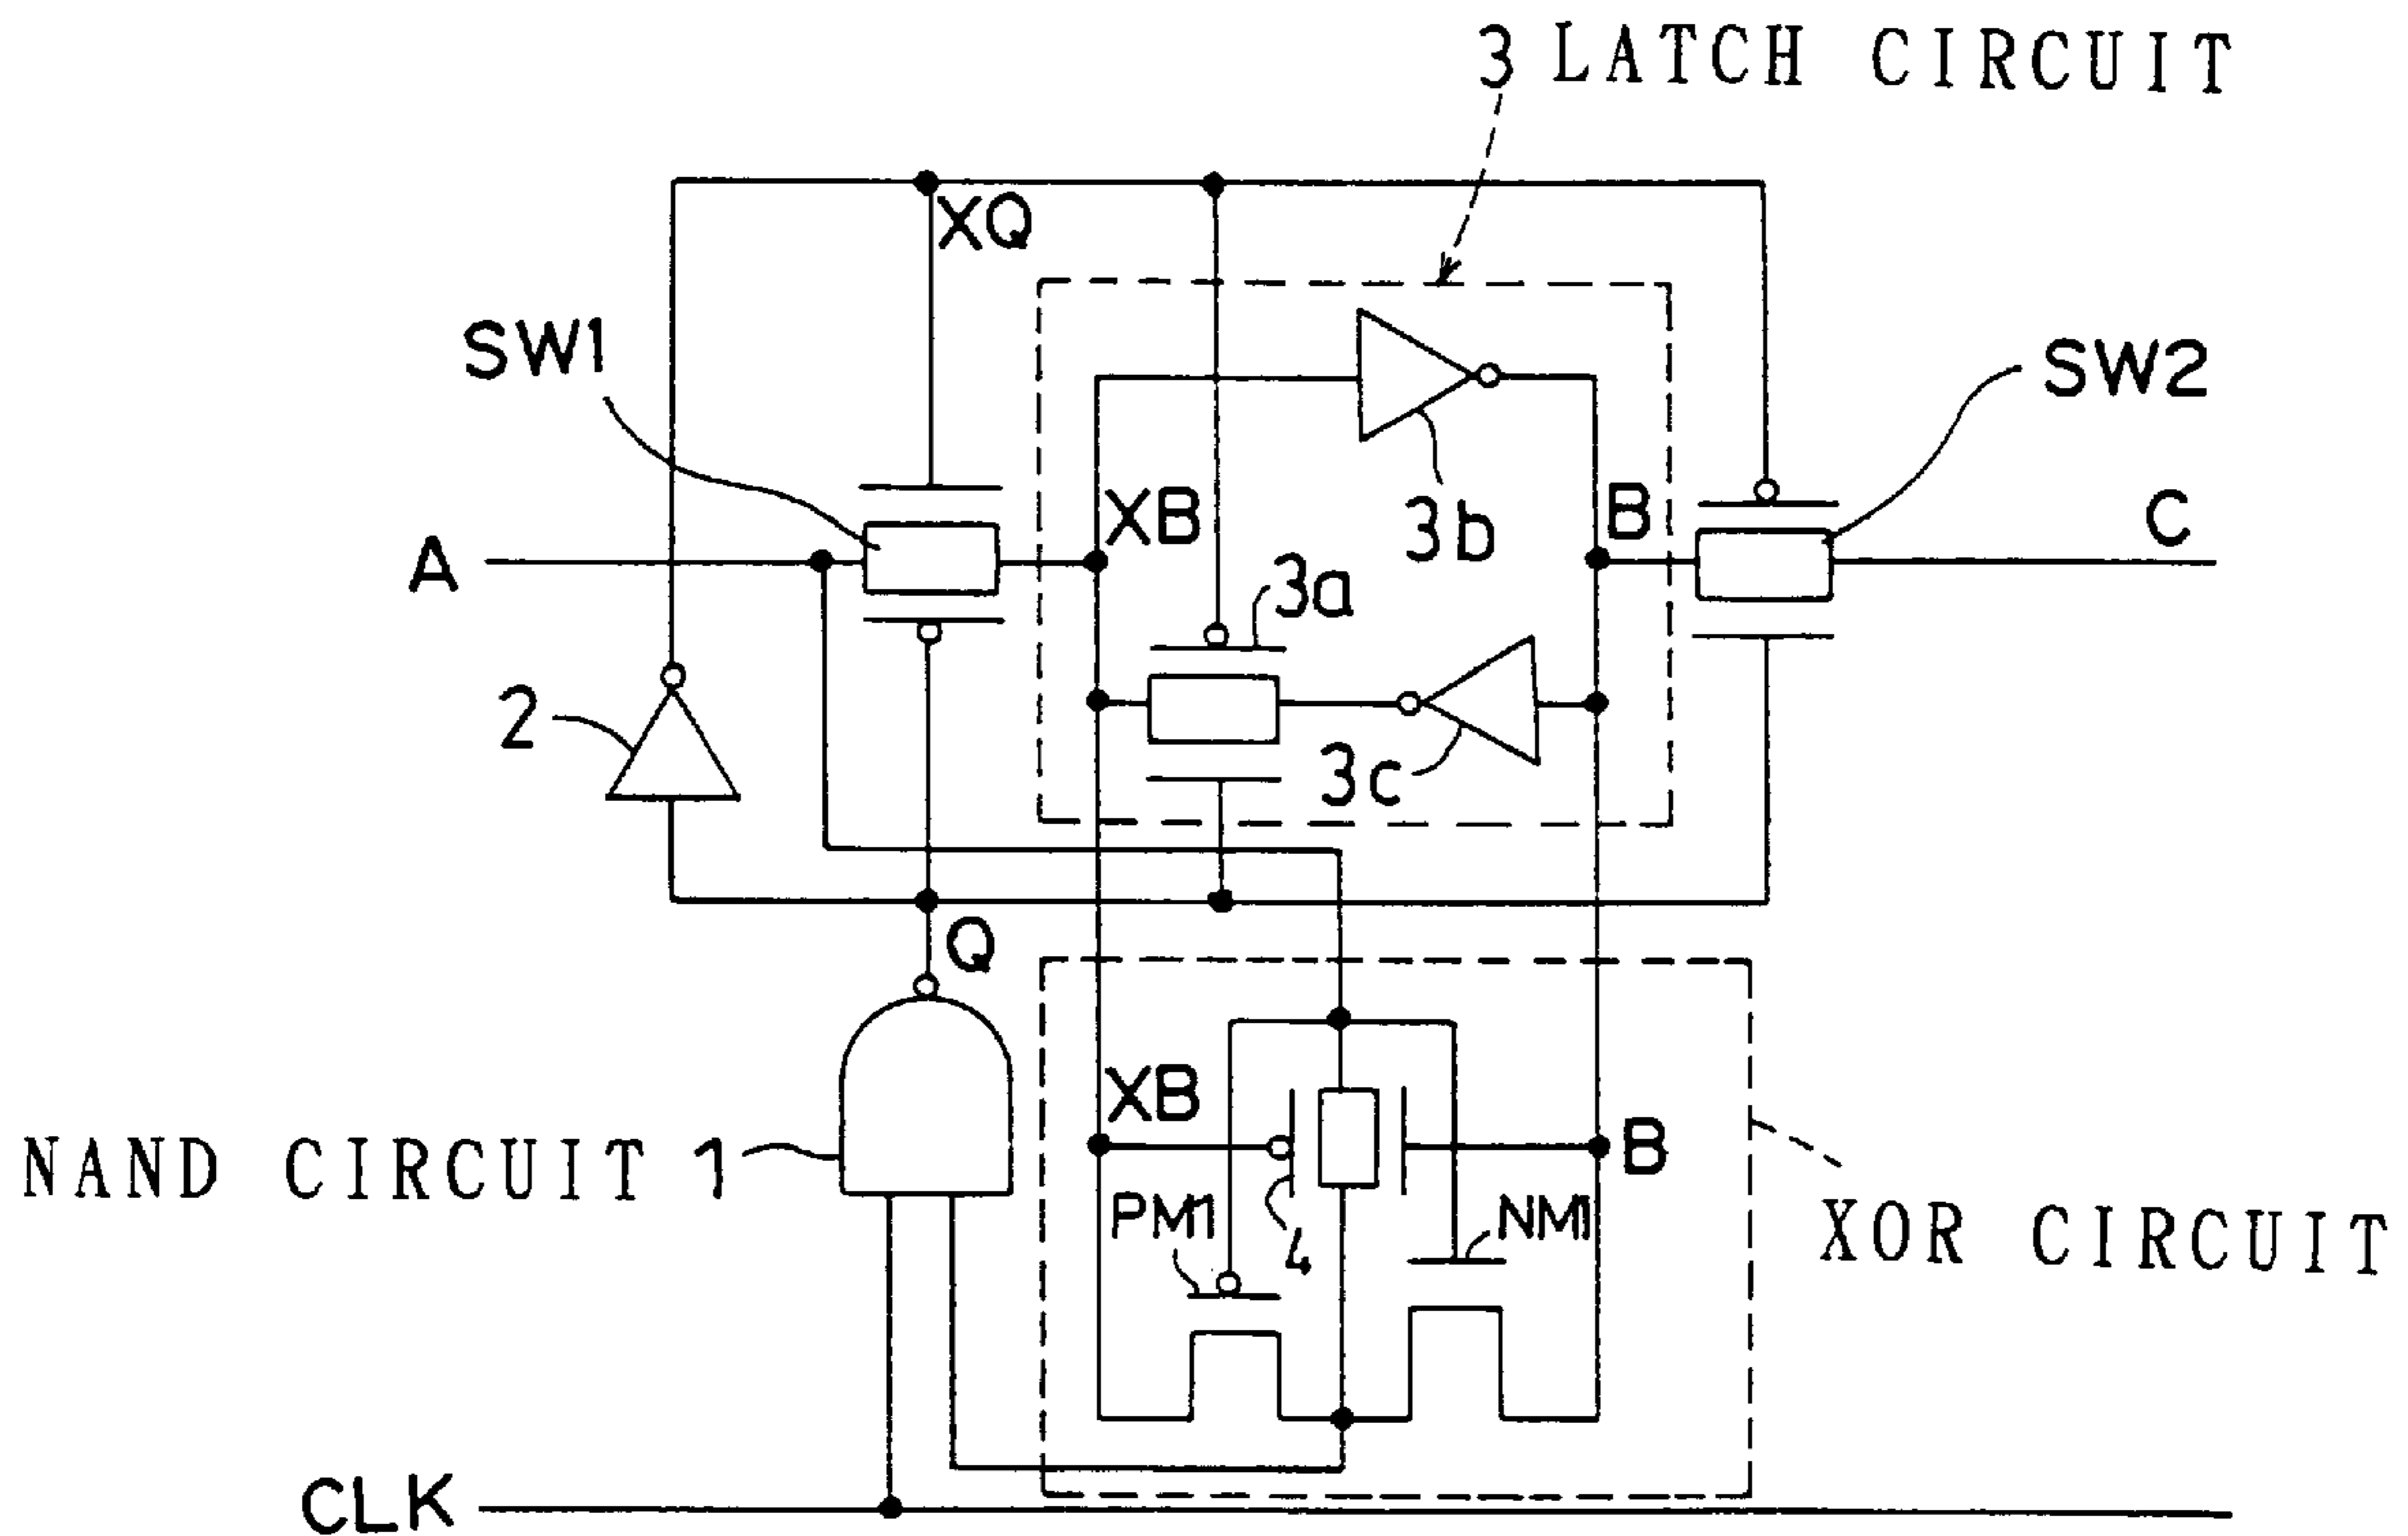 3 LATCH CIRCUIT
XQ
SW1
SW2
XB
3b
B
C
A
3a
2
3c
Q
XB
B
NAND CIRCUIT 1
PM1
4
NM1
XOR CIRCUIT
CLK